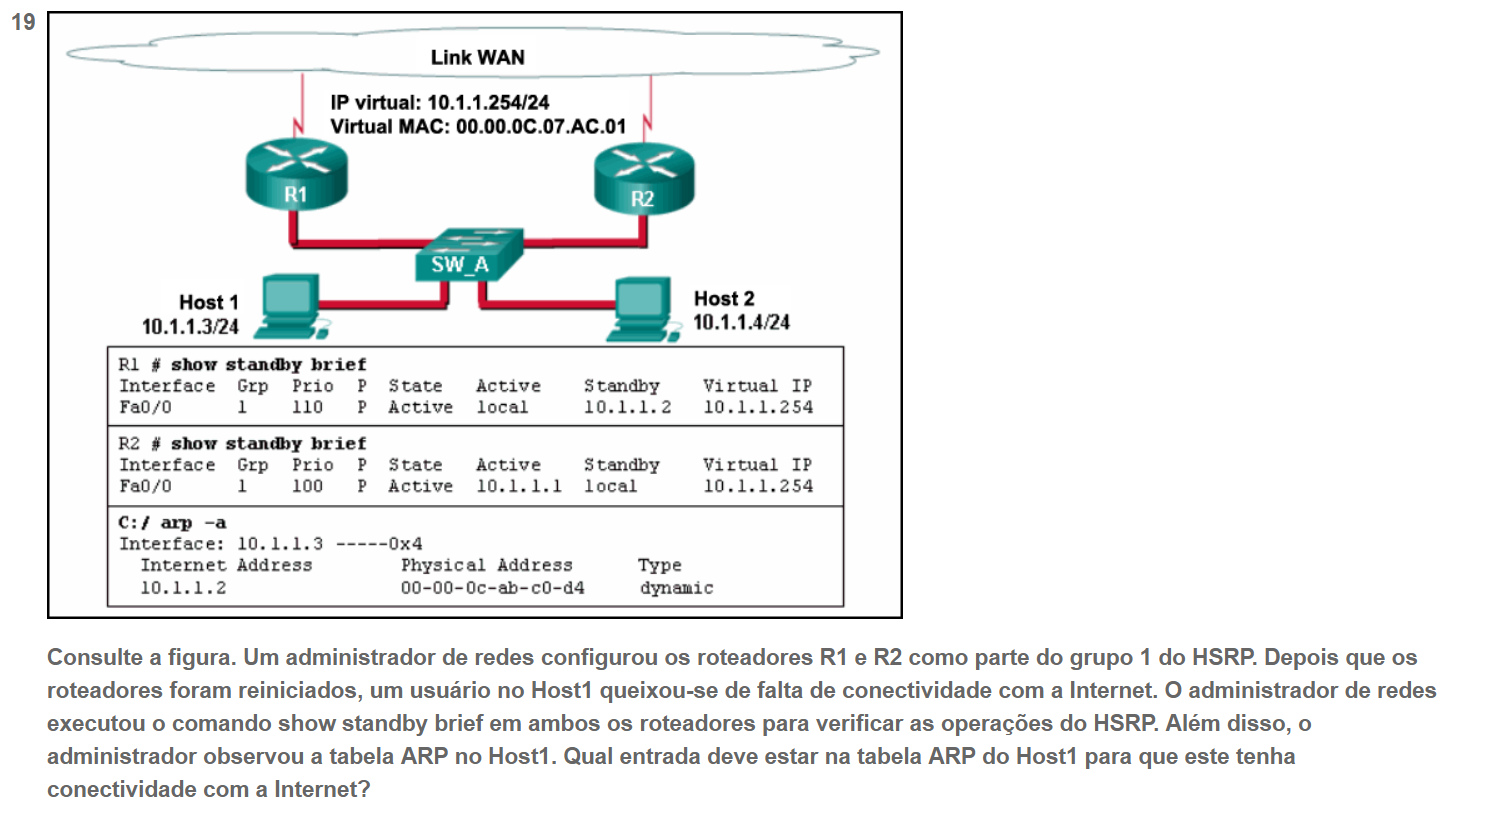 19
Link WAN
IP virtual: 10.1.1.254/24
Virtual MAC: 00.00.0C.07.AC.01
R1
R2
SW_A
Host 1
10.1.1.3/24
Host 2
10.1.1.4/24
R1 # show standby brief
Interface Grp Prio P State Active Standby Virtual IP
Fa0/0 1 110 P Active local 10.1.1.2 10.1.1.254
R2 # show standby brief
Interface Grp Prio P State Active Standby Virtual IP
Fa0/0 1 100 P Active 10.1.1.1 local 10.1.1.254
C:/ arp -a
Interface: 10.1.1.3 -----0x4
Internet Address Physical Address Type
10.1.1.2 00-00-0c-ab-c0-d4 dynamic
Consulte a figura. Um administrador de redes configurou os roteadores R1 e R2 como parte do grupo 1 do HSRP. Depois que os
roteadores foram reiniciados, um usuário no Host1 queixou-se de falta de conectividade com a Internet. O administrador de redes
executou o comando show standby brief em ambos os roteadores para verificar as operações do HSRP. Além disso, o
administrador observou a tabela ARP no Host1. Qual entrada deve estar na tabela ARP do Host1 para que este tenha
conectividade com a Internet?